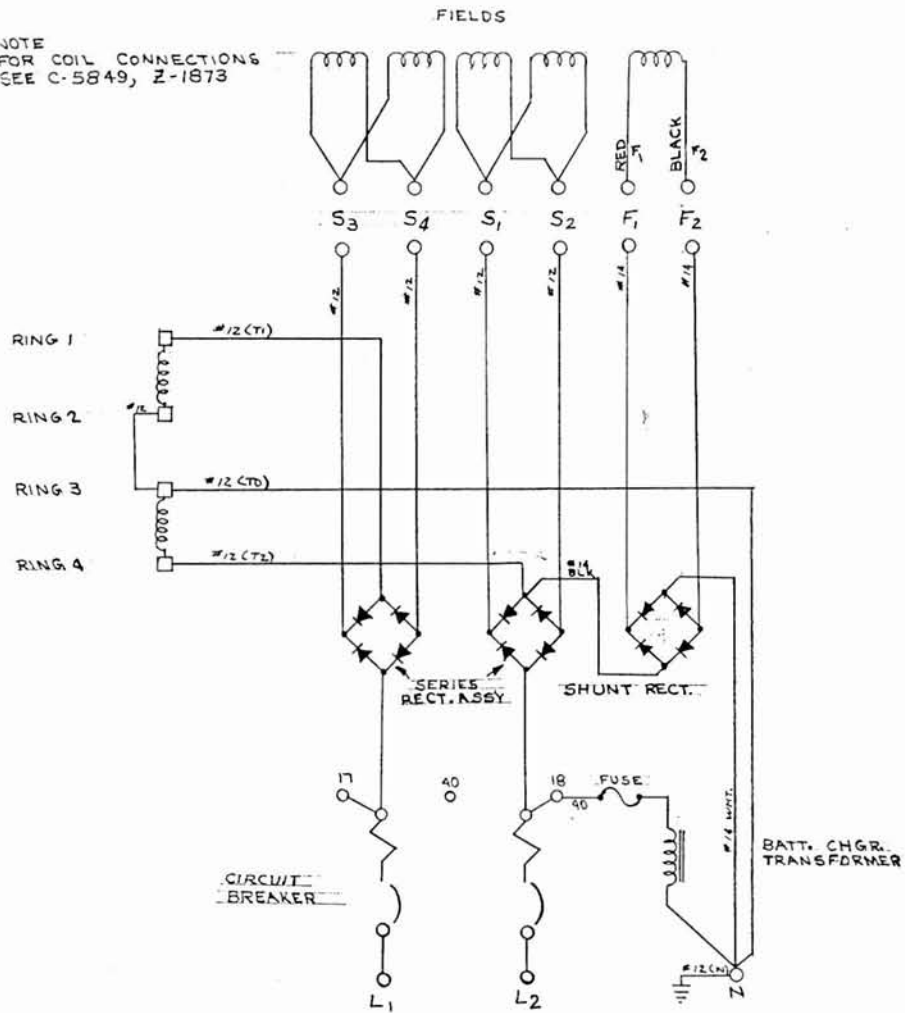 FIELDS
NOTE
FOR COIL CONNECTIONS
SEE C-5849, Z-1873
RED F1
BLACK F2
S3 S4 S1 S2 F1 F2
#12 #12 #12 #12 #14 #14
RING 1 #12 (T1)
RING 2 #12
RING 3 #12 (T0)
RING 4 #12 (T2)
#14
BLK
SERIES
RECT. ASSY
SHUNT RECT.
17 40 18 40 FUSE
#14 WHT.
BATT. CHGR.
TRANSFORMER
CIRCUIT
BREAKER
#12 (N)
L1 L2 N